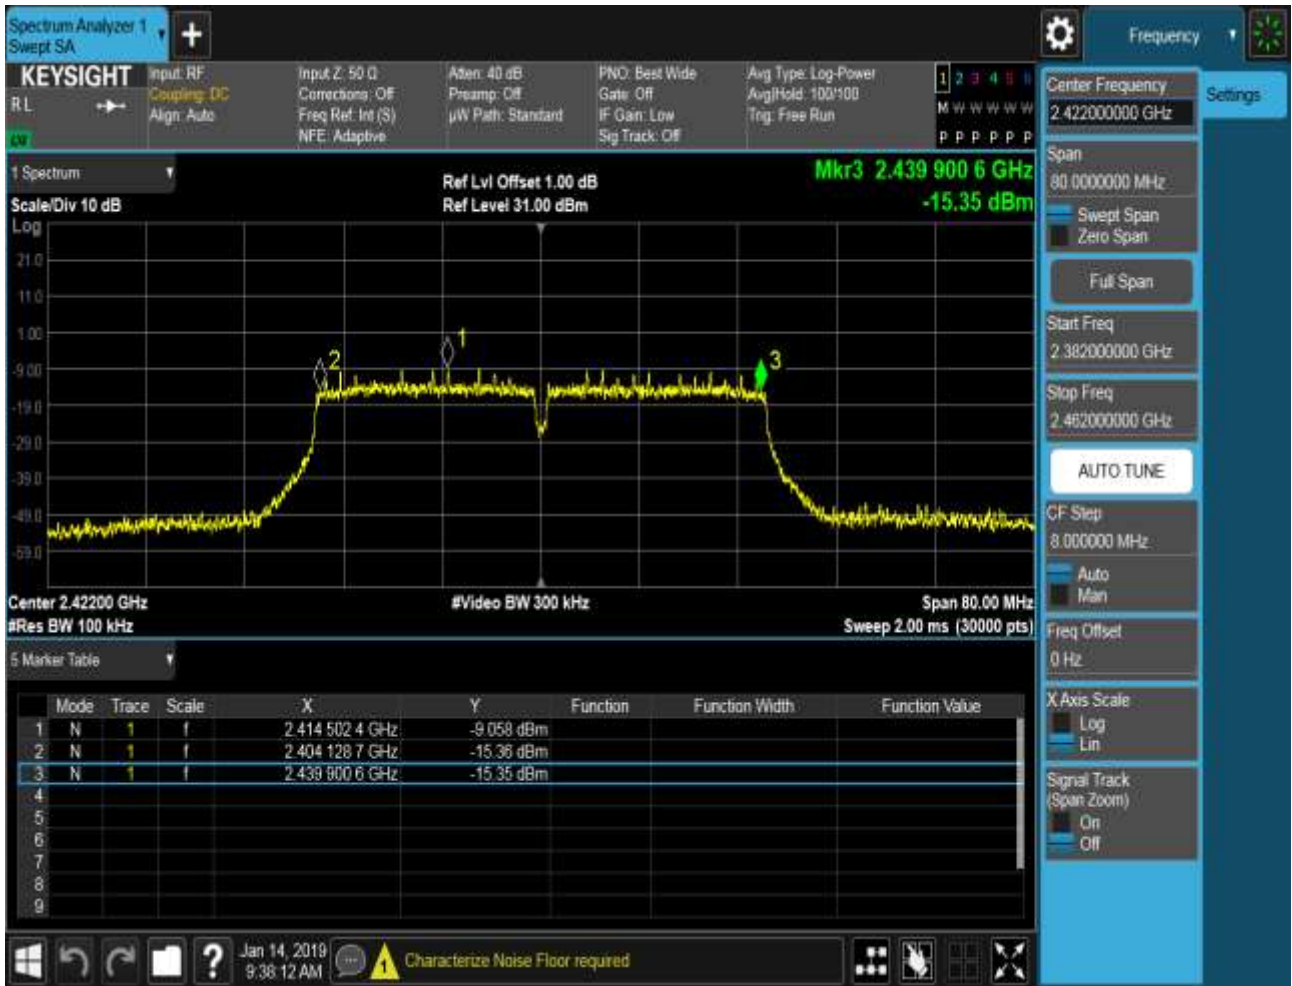 Spectrum Analyzer 1
Swept SA
Frequency
KEYSIGHT
R L
Input: RF
Coupling: DC
Align: Auto
Input Z: 50 Ω
Corrections: Off
Freq Ref: Int (S)
NFE: Adaptive
Atten: 40 dB
Preamp: Off
µW Path: Standard
PNO: Best Wide
Gate: Off
IF Gain: Low
Sig Track: Off
Avg Type: Log-Power
Avg|Hold: 100/100
Trig: Free Run
1 2 3 4 5 6
M W W W W W
P P P P P P
1 Spectrum
Scale/Div 10 dB
Ref Lvl Offset 1.00 dB
Ref Level 31.00 dBm
Mkr3 2.439 900 6 GHz
-15.35 dBm
Log
21.0
11.0
1.00
-9.00
-19.0
-29.0
-39.0
-49.0
-59.0
1
2
3
Center 2.42200 GHz
#Video BW 300 kHz
Span 80.00 MHz
#Res BW 100 kHz
Sweep 2.00 ms (30000 pts)
5 Marker Table
Mode Trace Scale X Y Function Function Width Function Value
1 N 1 f 2.414 502 4 GHz -9.058 dBm
2 N 1 f 2.404 128 7 GHz -15.36 dBm
3 N 1 f 2.439 900 6 GHz -15.35 dBm
4
5
6
7
8
9
Jan 14, 2019
9:38:12 AM
1
Characterize Noise Floor required
Settings
Center Frequency
2.422000000 GHz
Span
80.0000000 MHz
Swept Span
Zero Span
Full Span
Start Freq
2.382000000 GHz
Stop Freq
2.462000000 GHz
AUTO TUNE
CF Step
8.000000 MHz
Auto
Man
Freq Offset
0 Hz
X Axis Scale
Log
Lin
Signal Track
(Span Zoom)
On
Off